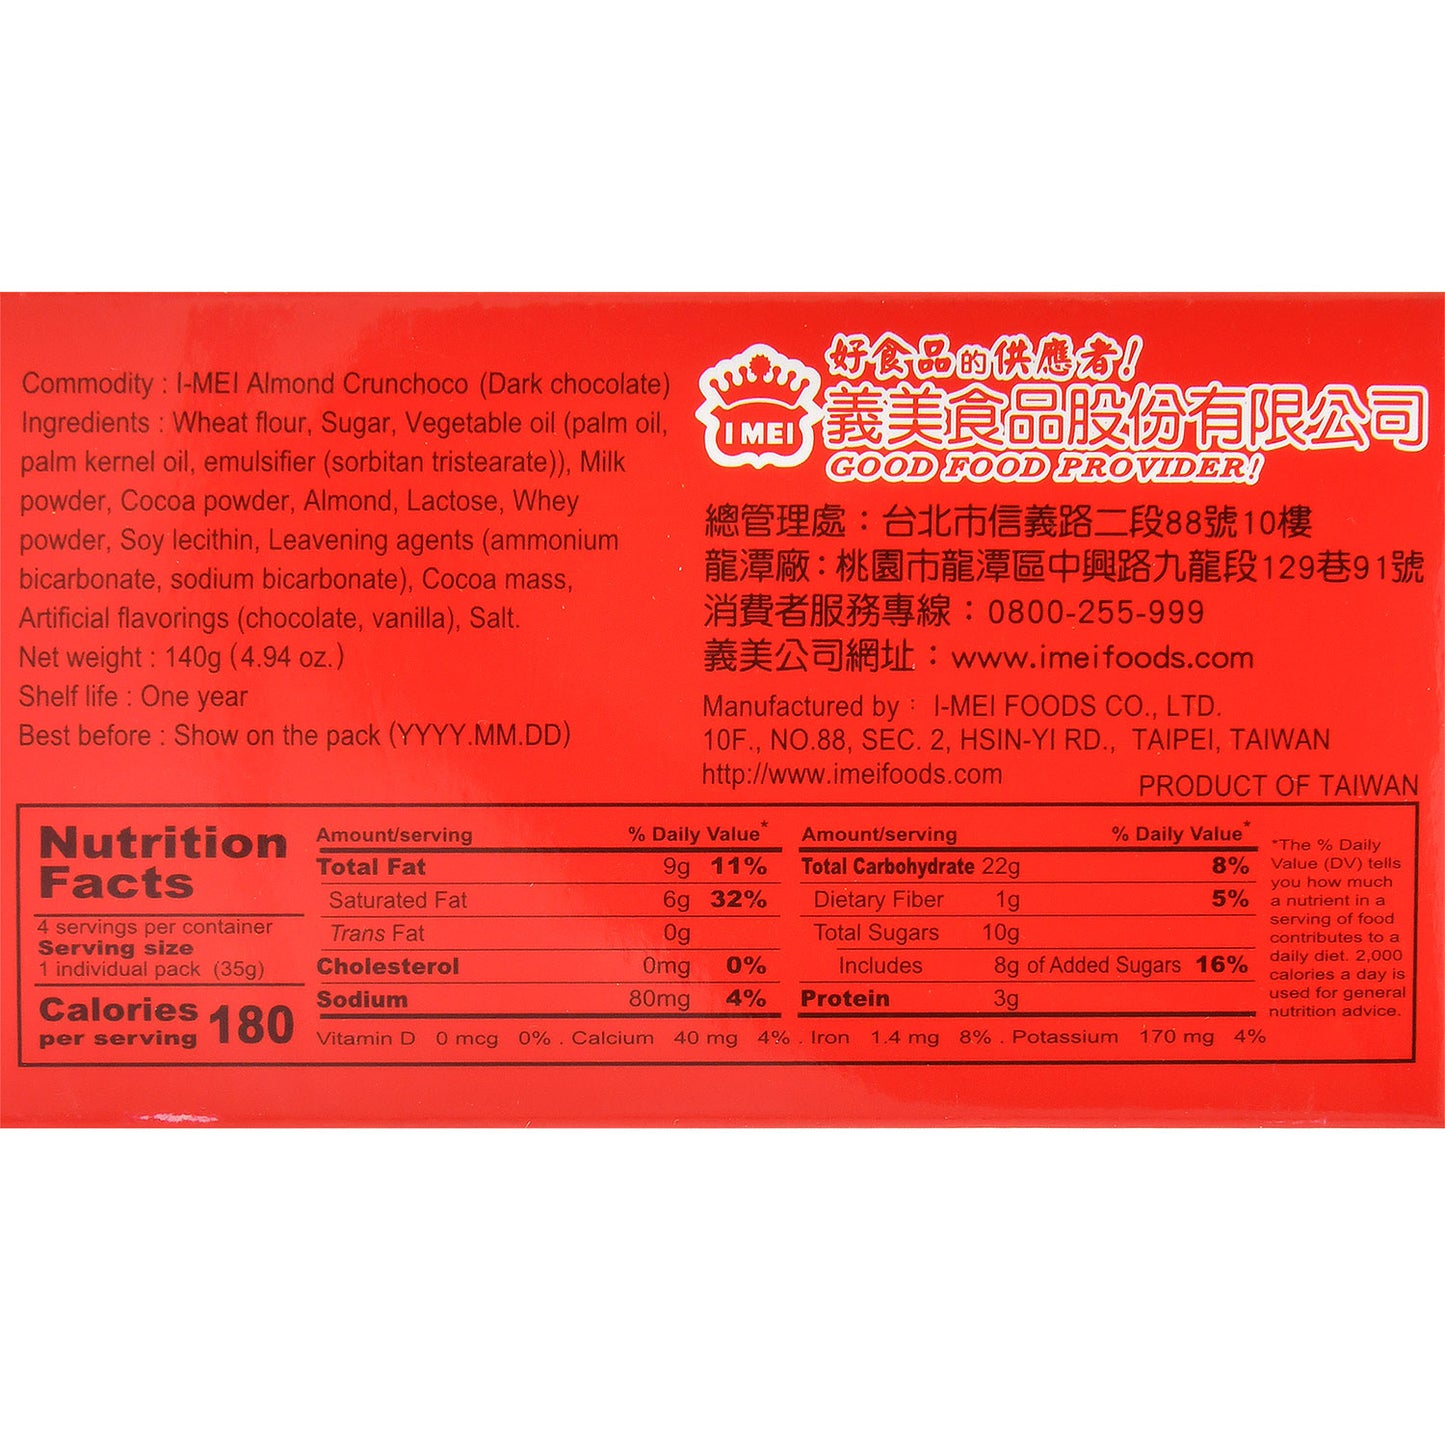 Commodity : I-MEI Almond Crunchoco (Dark chocolate)
Ingredients : Wheat flour, Sugar, Vegetable oil (palm oil,
palm kernel oil, emulsifier (sorbitan tristearate)), Milk
powder, Cocoa powder, Almond, Lactose, Whey
powder, Soy lecithin, Leavening agents (ammonium
bicarbonate, sodium bicarbonate), Cocoa mass,
Artificial flavorings (chocolate, vanilla), Salt.
Net weight : 140g (4.94 oz.)
Shelf life : One year
Best before : Show on the pack (YYYY.MM.DD)
I MEI
好食品的供應者!
義美食品股份有限公司
GOOD FOOD PROVIDER!
總管理處：台北市信義路二段88號10樓
龍潭廠：桃園市龍潭區中興路九龍段129巷91號
消費者服務專線：0800-255-999
義美公司網址：www.imeifoods.com
Manufactured by : I-MEI FOODS CO., LTD.
10F., NO.88, SEC. 2, HSIN-YI RD., TAIPEI, TAIWAN
http://www.imeifoods.com
PRODUCT OF TAIWAN
Nutrition
Facts
4 servings per container
Serving size
1 individual pack (35g)
Calories
per serving 180
Amount/serving % Daily Value*
Total Fat 9g 11%
Saturated Fat 6g 32%
Trans Fat 0g
Cholesterol 0mg 0%
Sodium 80mg 4%
Amount/serving % Daily Value*
Total Carbohydrate 22g 8%
Dietary Fiber 1g 5%
Total Sugars 10g
Includes 8g of Added Sugars 16%
Protein 3g
Vitamin D 0 mcg 0% . Calcium 40 mg 4% . Iron 1.4 mg 8% . Potassium 170 mg 4%
*The % Daily
Value (DV) tells
you how much
a nutrient in a
serving of food
contributes to a
daily diet. 2,000
calories a day is
used for general
nutrition advice.